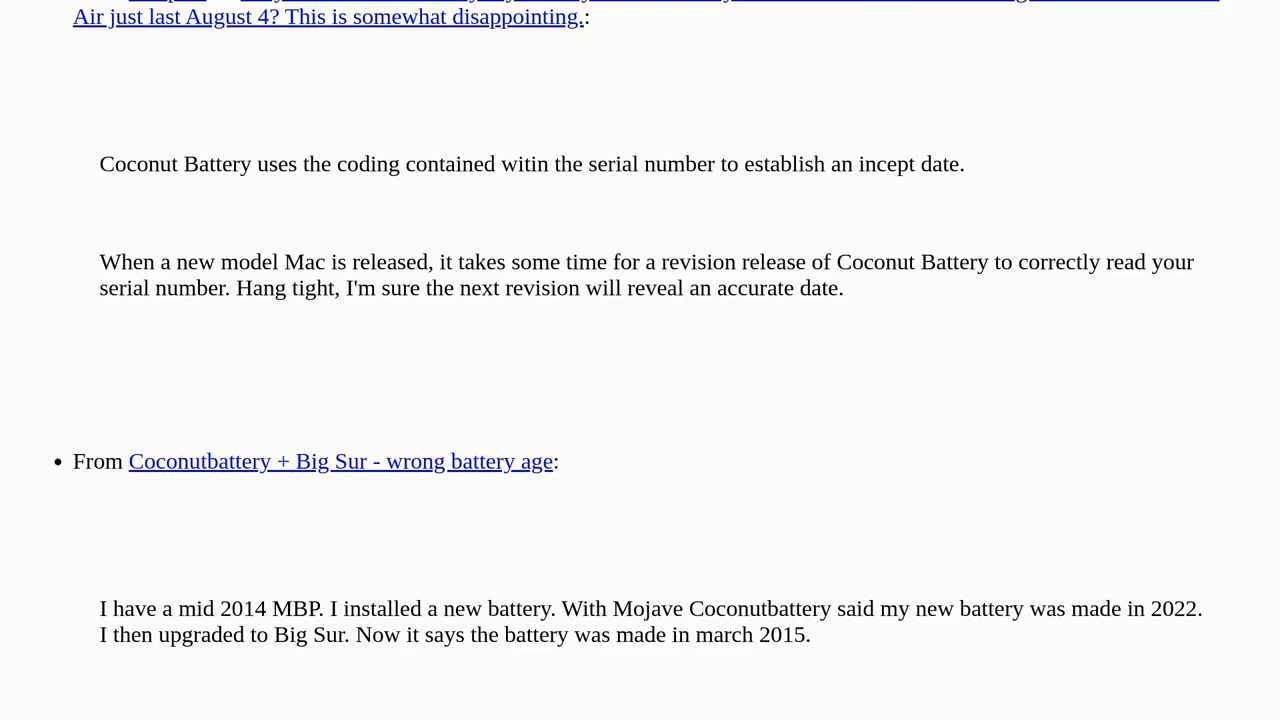 Air just last August 4? This is somewhat disappointing.:
Coconut Battery uses the coding contained witin the serial number to establish an incept date.
When a new model Mac is released, it takes some time for a revision release of Coconut Battery to correctly read your
serial number. Hang tight, I'm sure the next revision will reveal an accurate date.
• From Coconutbattery + Big Sur - wrong battery age:
I have a mid 2014 MBP. I installed a new battery. With Mojave Coconutbattery said my new battery was made in 2022.
I then upgraded to Big Sur. Now it says the battery was made in march 2015.